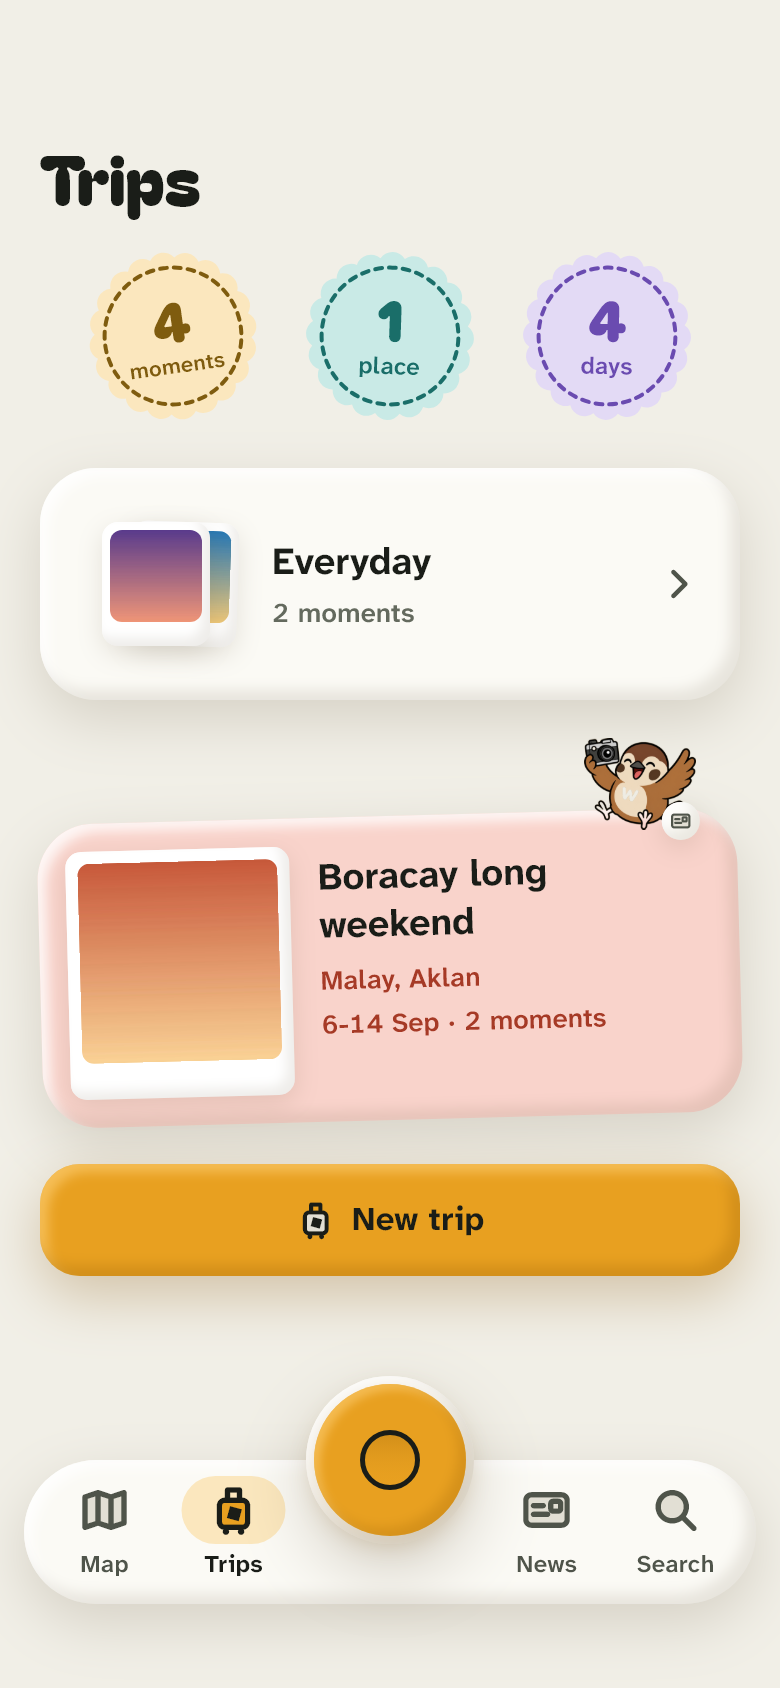 Trips
4
moments
1
place
4
days
Everyday
2 moments
W
Boracay long
weekend
Malay, Aklan
6-14 Sep · 2 moments
New trip
Map
Trips
News
Search